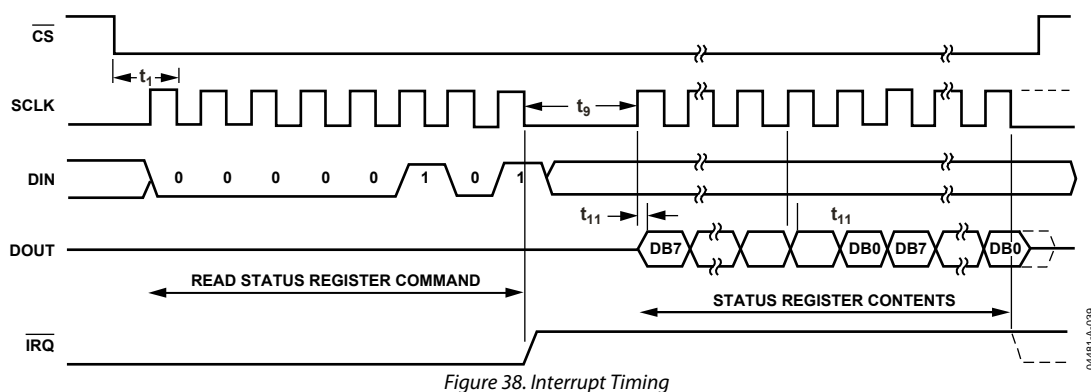 CS
t1
SCLK
t9
DIN
0 0 0 0 0 1 0 1
t11
t11
DOUT
DB7
DB0
DB7
DB0
READ STATUS REGISTER COMMAND
STATUS REGISTER CONTENTS
IRQ
04481-A-039
Figure 38. Interrupt Timing